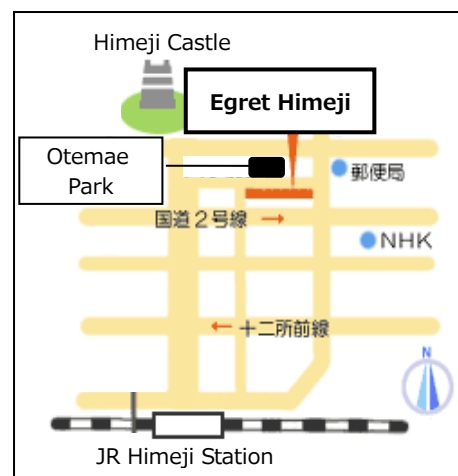 Himeji Castle
Egret Himeji
Otemae
Park
郵便局
国道2号線 →
NHK
← 十二所前線
N
JR Himeji Station